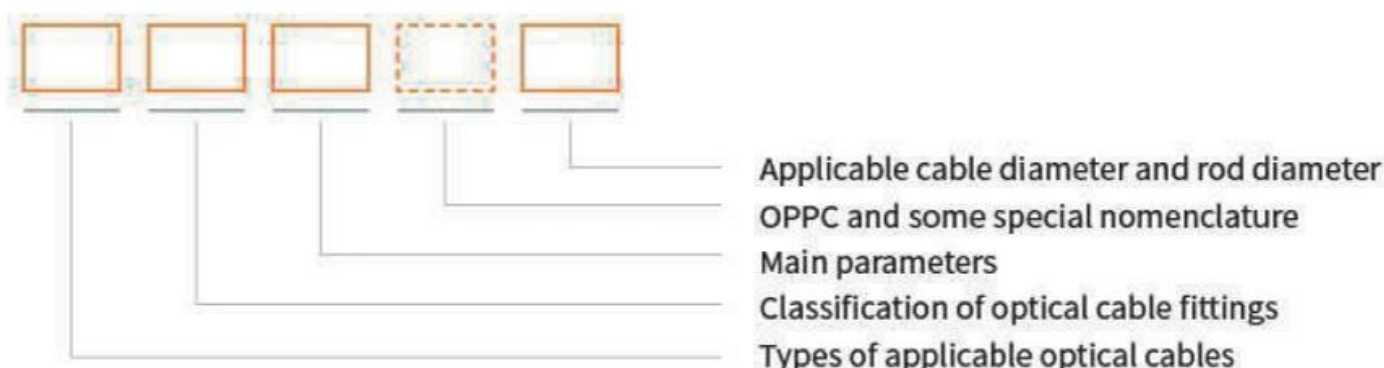 Applicable cable diameter and rod diameter
OPPC and some special nomenclature
Main parameters
Classification of optical cable fittings
Types of applicable optical cables